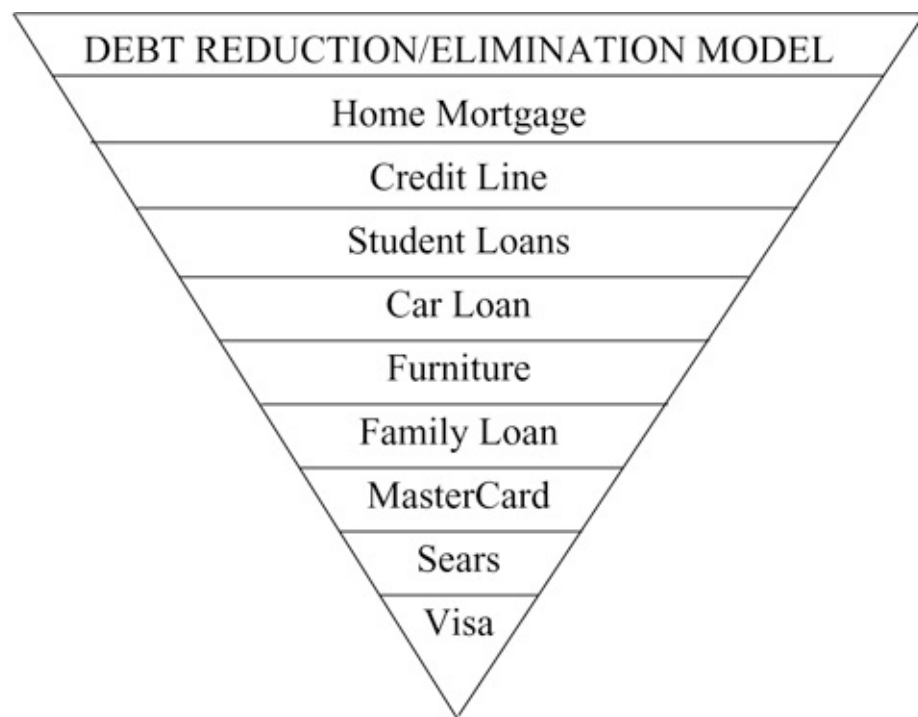 DEBT REDUCTION/ELIMINATION MODEL
Home Mortgage
Credit Line
Student Loans
Car Loan
Furniture
Family Loan
MasterCard
Sears
Visa